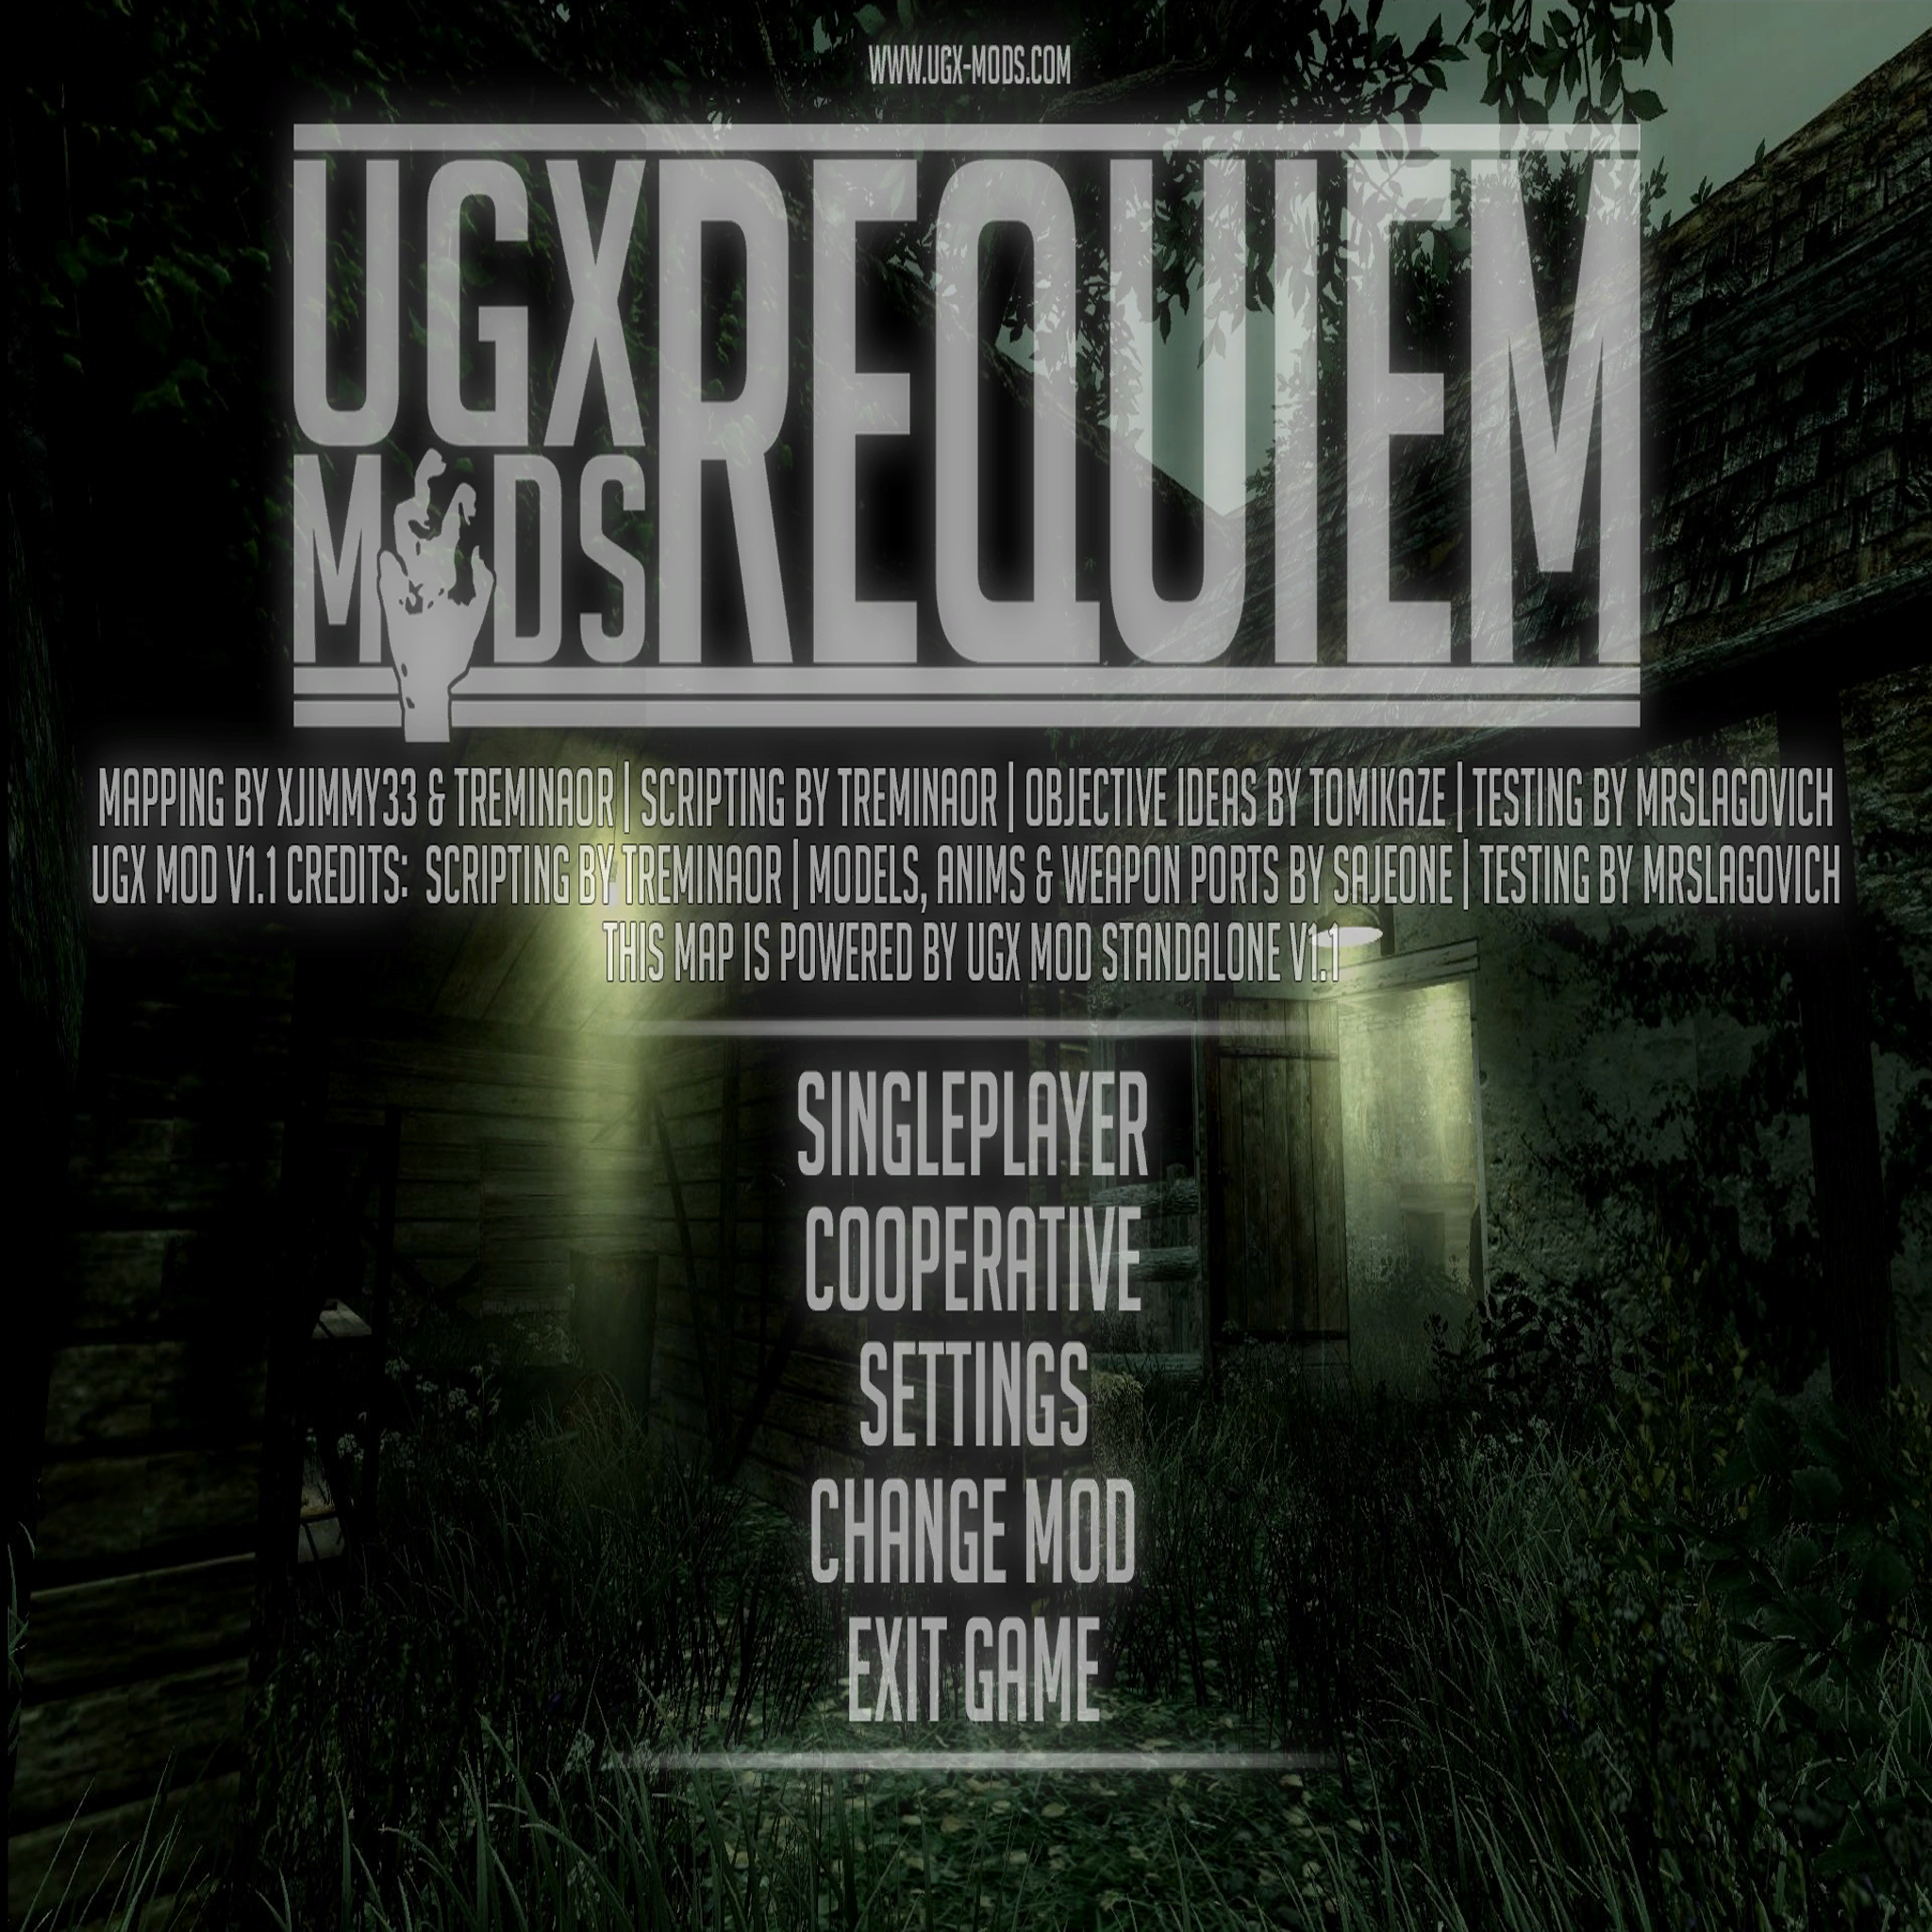 WWW.UGX-MODS.COM
UGX MODS REQUIEM
MAPPING BY XJIMMY33 & TREMINAOR | SCRIPTING BY TREMINAOR | OBJECTIVE IDEAS BY TOMIKAZE | TESTING BY MRSLAGOVICH
UGX MOD V1.1 CREDITS: SCRIPTING BY TREMINAOR | MODELS, ANIMS & WEAPON PORTS BY SAJEONE | TESTING BY MRSLAGOVICH
THIS MAP IS POWERED BY UGX MOD STANDALONE V1.1
SINGLEPLAYER
COOPERATIVE
SETTINGS
CHANGE MOD
EXIT GAME